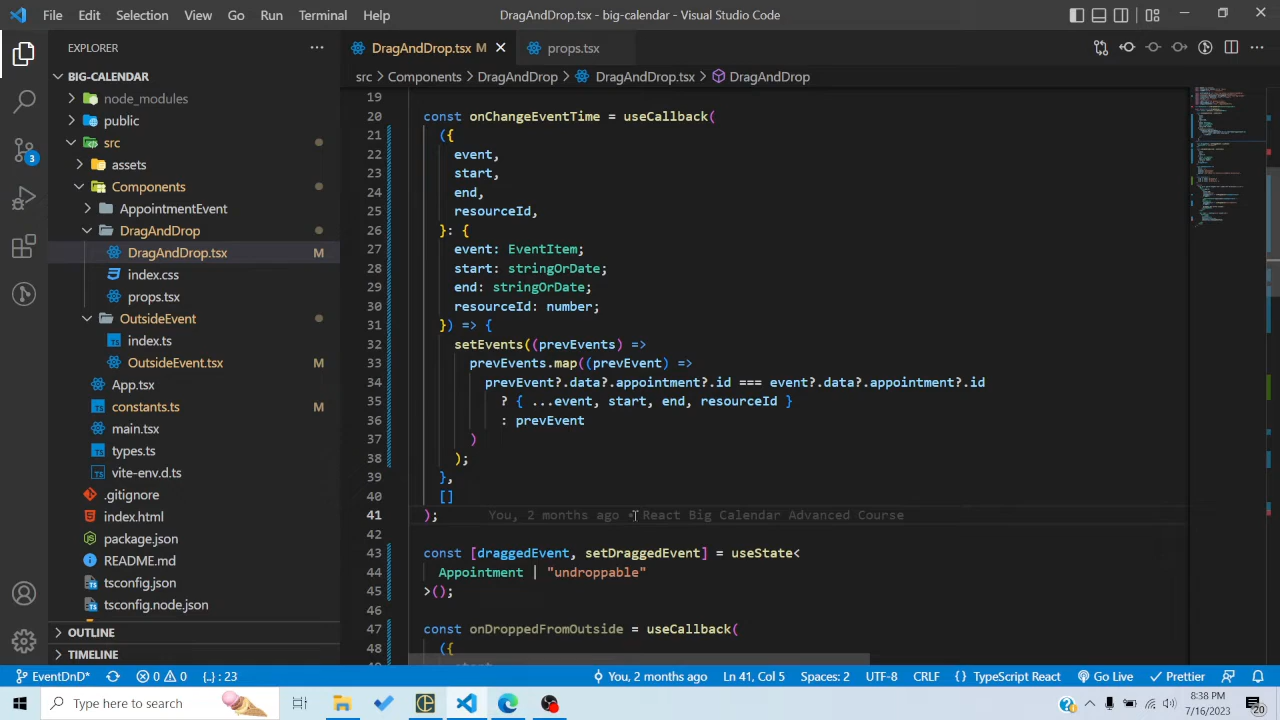 File Edit Selection View Go Run Terminal Help DragAndDrop.tsx - big-calendar - Visual Studio Code
EXPLORER
BIG-CALENDAR
node_modules
public
src
assets
Components
AppointmentEvent
DragAndDrop
DragAndDrop.tsx M
index.css
props.tsx
OutsideEvent
index.ts
OutsideEvent.tsx M
App.tsx
constants.ts M
main.tsx
types.ts
vite-env.d.ts
.gitignore
index.html
package.json
README.md
tsconfig.json
tsconfig.node.json
OUTLINE
TIMELINE
3
DragAndDrop.tsx M props.tsx
src > Components > DragAndDrop > DragAndDrop.tsx > DragAndDrop
19
20 const onChangeEventTime = useCallback(
21 ({
22 event,
23 start,
24 end,
25 resourceId,
26 }: {
27 event: EventItem;
28 start: stringOrDate;
29 end: stringOrDate;
30 resourceId: number;
31 }) => {
32 setEvents((prevEvents) =>
33 prevEvents.map((prevEvent) =>
34 prevEvent?.data?.appointment?.id === event?.data?.appointment?.id
35 ? { ...event, start, end, resourceId }
36 : prevEvent
37 )
38 );
39 },
40 []
41 ); You, 2 months ago • React Big Calendar Advanced Course
42
43 const [draggedEvent, setDraggedEvent] = useState<
44 Appointment | "undroppable"
45 >();
46
47 const onDroppedFromOutside = useCallback(
48 ({
EventDnD* 0 0 {..}: 23 You, 2 months ago Ln 41, Col 5 Spaces: 2 UTF-8 CRLF {} TypeScript React Go Live Prettier
Type here to search
8:38 PM
7/16/2023
20